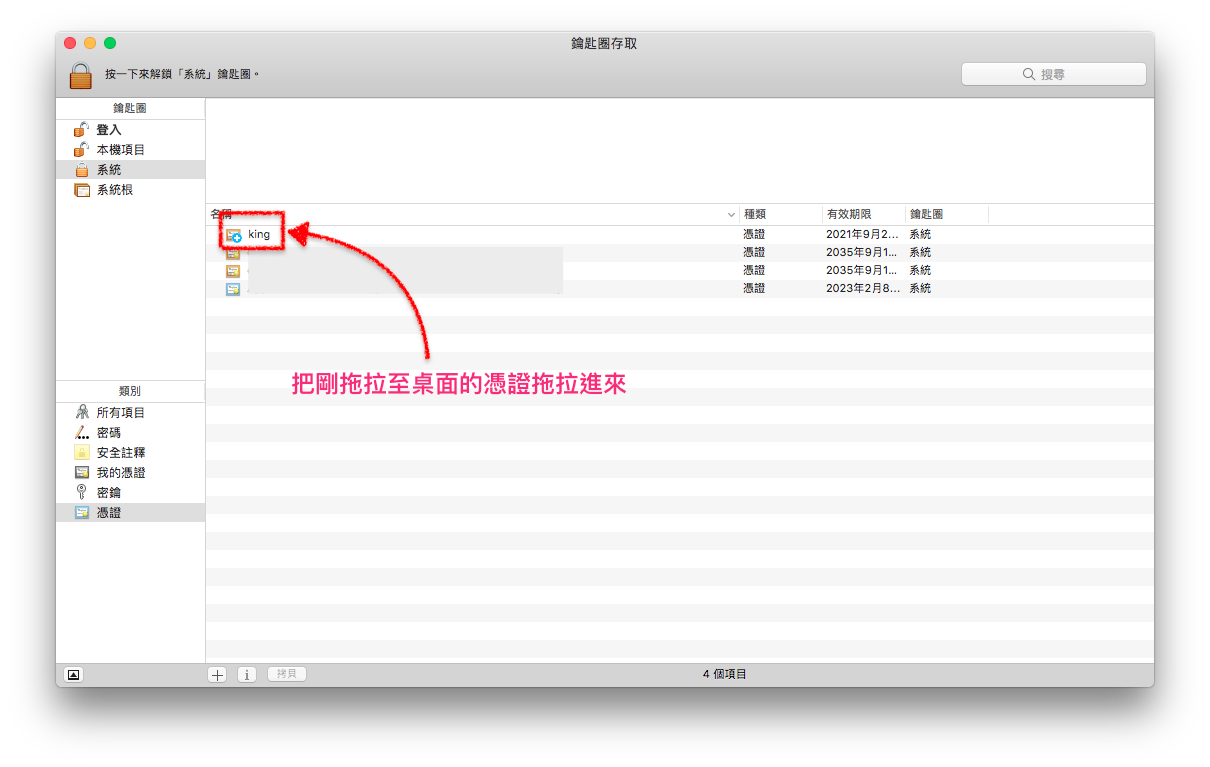 鑰匙圈存取
按一下來解鎖「系統」鑰匙圈。
搜尋
鑰匙圈
登入
本機項目
系統
系統根
名稱 種類 有效期限 鑰匙圈
king 憑證 2021年9月2... 系統
憑證 2035年9月1... 系統
憑證 2035年9月1... 系統
憑證 2023年2月8... 系統
把剛拖拉至桌面的憑證拖拉進來
類別
所有項目
密碼
安全註釋
我的憑證
密鑰
憑證
拷貝
4 個項目